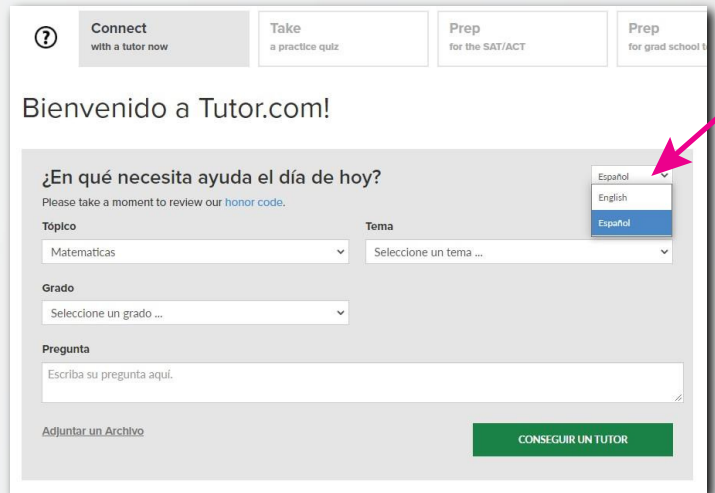 Connect
with a tutor now
Take
a practice quiz
Prep
for the SAT/ACT
Prep
for grad school
Bienvenido a Tutor.com!
¿En qué necesita ayuda el día de hoy?
Español
English
Español
Please take a moment to review our honor code.
Tópico
Tema
Matematicas
Seleccione un tema ...
Grado
Seleccione un grado ...
Pregunta
Escriba su pregunta aquí.
Adjuntar un Archivo
CONSEGUIR UN TUTOR